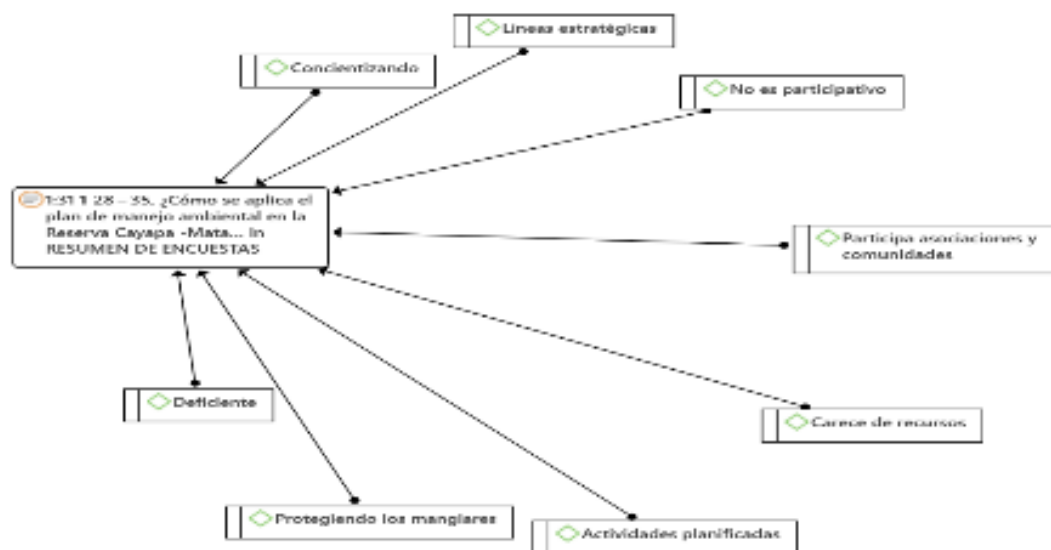 Líneas estratégicas
Concientizando
No es participativo
1:31 1 28 – 35, ¿Cómo se aplica el
plan de manejo ambiental en la
Reserva Cayapa -Mata... in
RESUMEN DE ENCUESTAS
Participa asociaciones y
comunidades
Deficiente
Carece de recursos
Protegiendo los manglares
Actividades planificadas